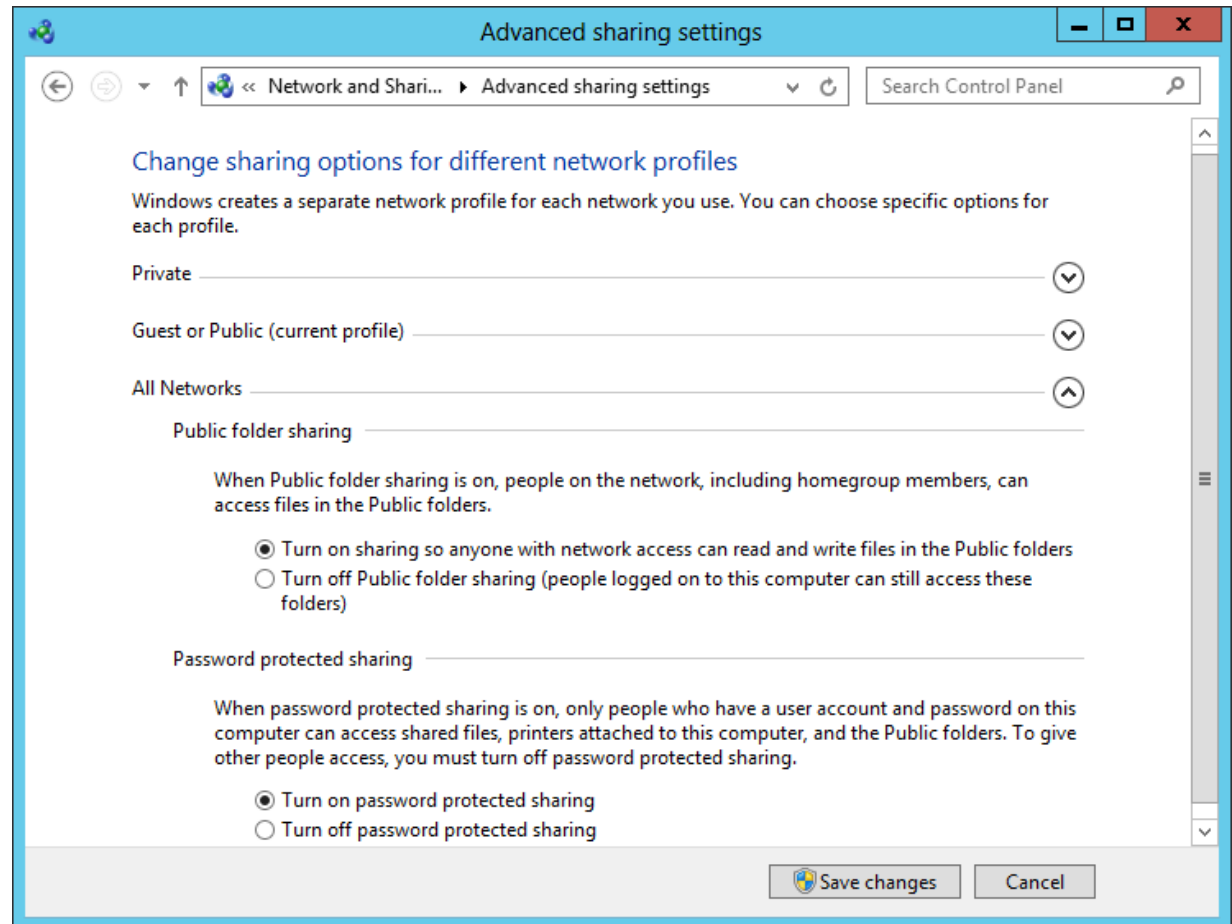 Advanced sharing settings
« Network and Shari... Advanced sharing settings
Search Control Panel
Change sharing options for different network profiles
Windows creates a separate network profile for each network you use. You can choose specific options for
each profile.
Private
Guest or Public (current profile)
All Networks
Public folder sharing
When Public folder sharing is on, people on the network, including homegroup members, can
access files in the Public folders.
Turn on sharing so anyone with network access can read and write files in the Public folders
Turn off Public folder sharing (people logged on to this computer can still access these
folders)
Password protected sharing
When password protected sharing is on, only people who have a user account and password on this
computer can access shared files, printers attached to this computer, and the Public folders. To give
other people access, you must turn off password protected sharing.
Turn on password protected sharing
Turn off password protected sharing
Save changes
Cancel